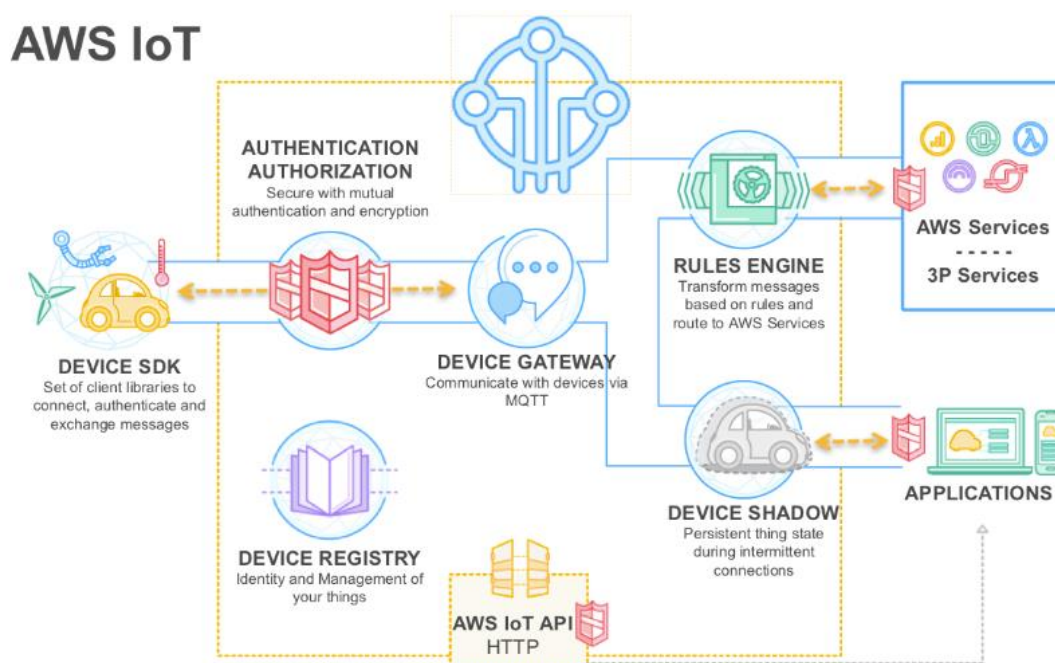 AWS IoT
AUTHENTICATION
AUTHORIZATION
Secure with mutual
authentication and encryption
DEVICE SDK
Set of client libraries to
connect, authenticate and
exchange messages
DEVICE GATEWAY
Communicate with devices via
MQTT
RULES ENGINE
Transform messages
based on rules and
route to AWS Services
AWS Services
- - - - -
3P Services
DEVICE REGISTRY
Identity and Management of
your things
DEVICE SHADOW
Persistent thing state
during intermittent
connections
APPLICATIONS
AWS IoT API
HTTP